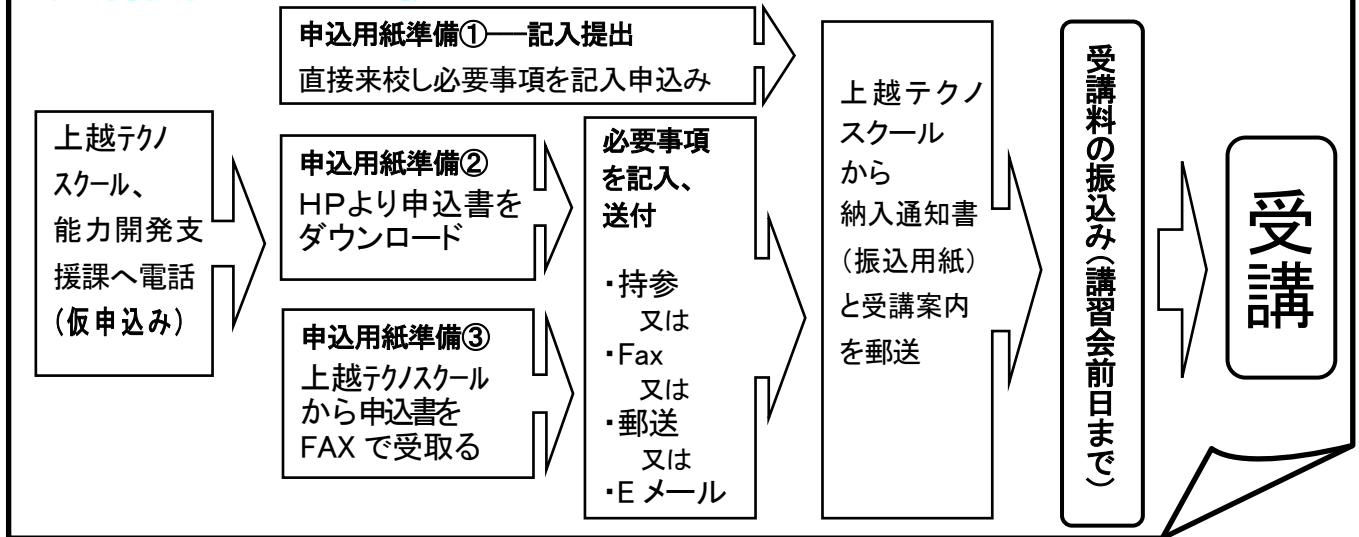 上越テクノ
スクール、
能力開発支
援課へ電話
(仮申込み)
申込用紙準備①──記入提出
直接来校し必要事項を記入申込み
申込用紙準備②
HPより申込書を
ダウンロード
申込用紙準備③
上越テクノスクール
から申込書を
FAXで受取る
必要事項
を記入、
送付
・持参
又は
・Fax
又は
・郵送
又は
・Eメール
上越テクノ
スクール
から
納入通知書
(振込用紙)
と受講案内
を郵送
受講料の振込み(講習会前日まで)
受講